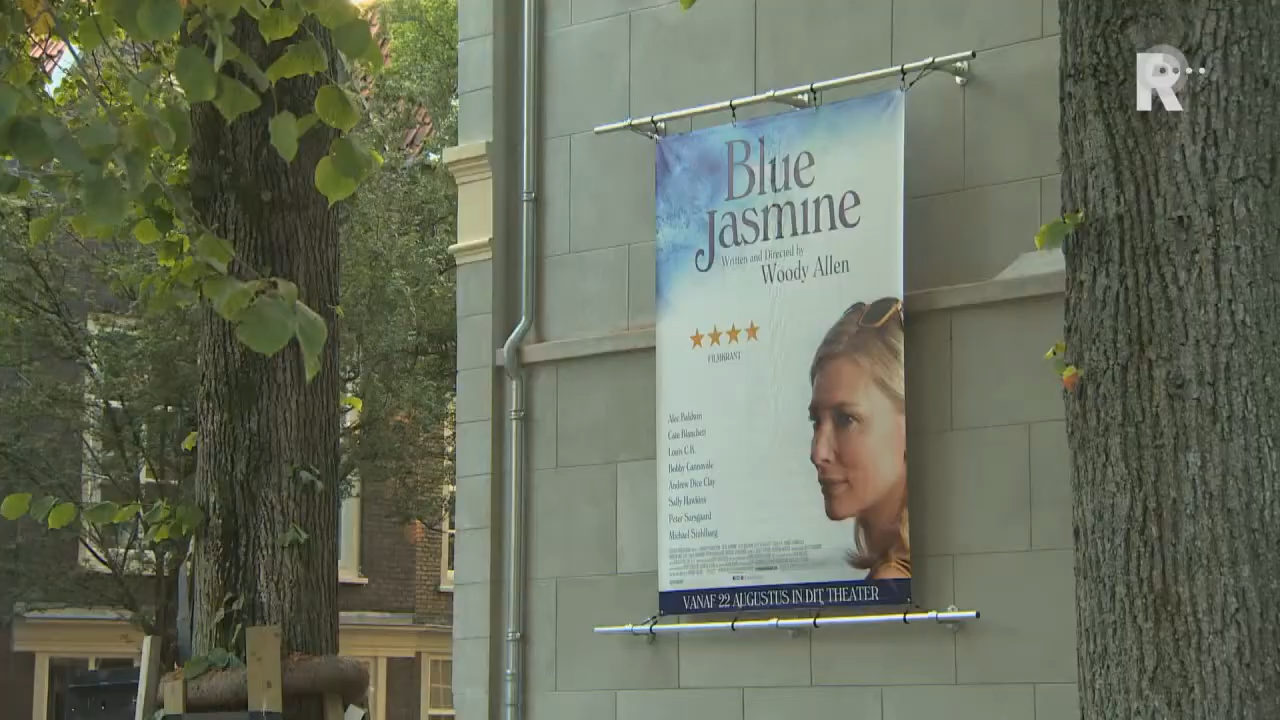 R
Blue
Jasmine
Written and Directed by
Woody Allen
FILMKRANT
Alec Baldwin
Cate Blanchett
Louis C.K.
Bobby Cannavale
Andrew Dice Clay
Sally Hawkins
Peter Sarsgaard
Michael Stuhlbarg
VANAF 22 AUGUSTUS IN DIT THEATER